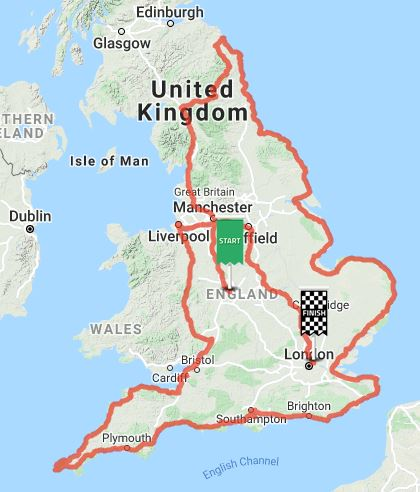 Edinburgh
Glasgow
United
Kingdom
THERN
ELAND
Isle of Man
Great Britain
Manchester
Dublin
Liverpool
START
ffield
ENGLAND
bridge
FINISH
WALES
London
Bristol
Cardiff
Brighton
Southampton
Plymouth
English Channel